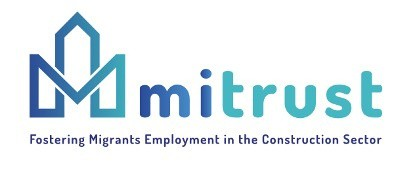 mitrust
Fostering Migrants Employment in the Construction Sector